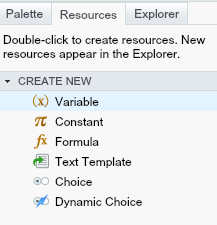 Palette Resources Explorer
Double-click to create resources. New
resources appear in the Explorer.
CREATE NEW
(x) Variable
π Constant
fx Formula
Text Template
Choice
Dynamic Choice